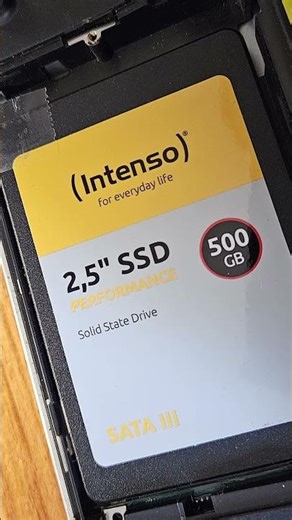 (Intenso)®
for everyday life
2,5" SSD
PERFORMANCE
500
GB
Solid State Drive
SATA III